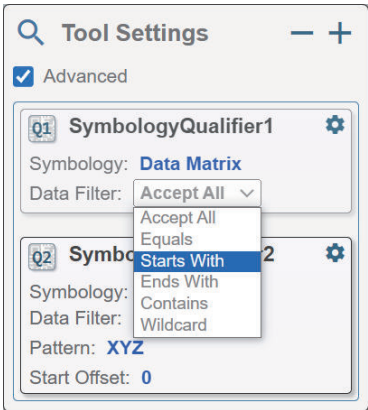 Tool Settings
Advanced
Q1 SymbologyQualifier1
Symbology: Data Matrix
Data Filter: Accept All
Accept All
Equals
Starts With
Ends With
Contains
Wildcard
Q2 Symbo 2
Symbology:
Data Filter:
Pattern: XYZ
Start Offset: 0